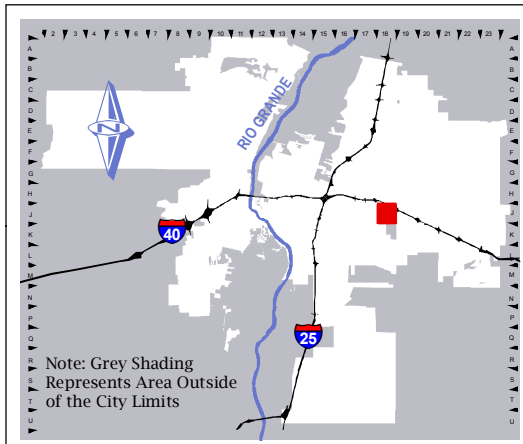 2 3 4 5 6 7 8 9 10 11 12 13 14 15 16 17 18 19 20 21 22 23
A A
B B
C C
D D
E E
F F
G G
H H
J J
K K
L L
M M
N N
P P
Q Q
R R
S S
T T
U U
N
RIO GRANDE
40
25
Note: Grey Shading
Represents Area Outside
of the City Limits